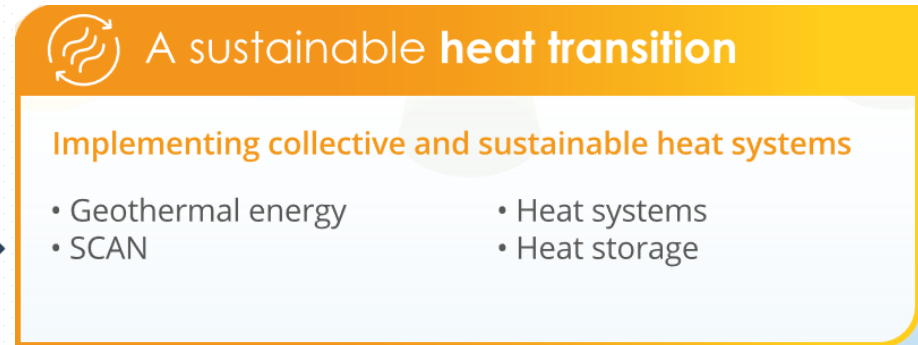 A sustainable heat transition
Implementing collective and sustainable heat systems
• Geothermal energy
• SCAN
• Heat systems
• Heat storage